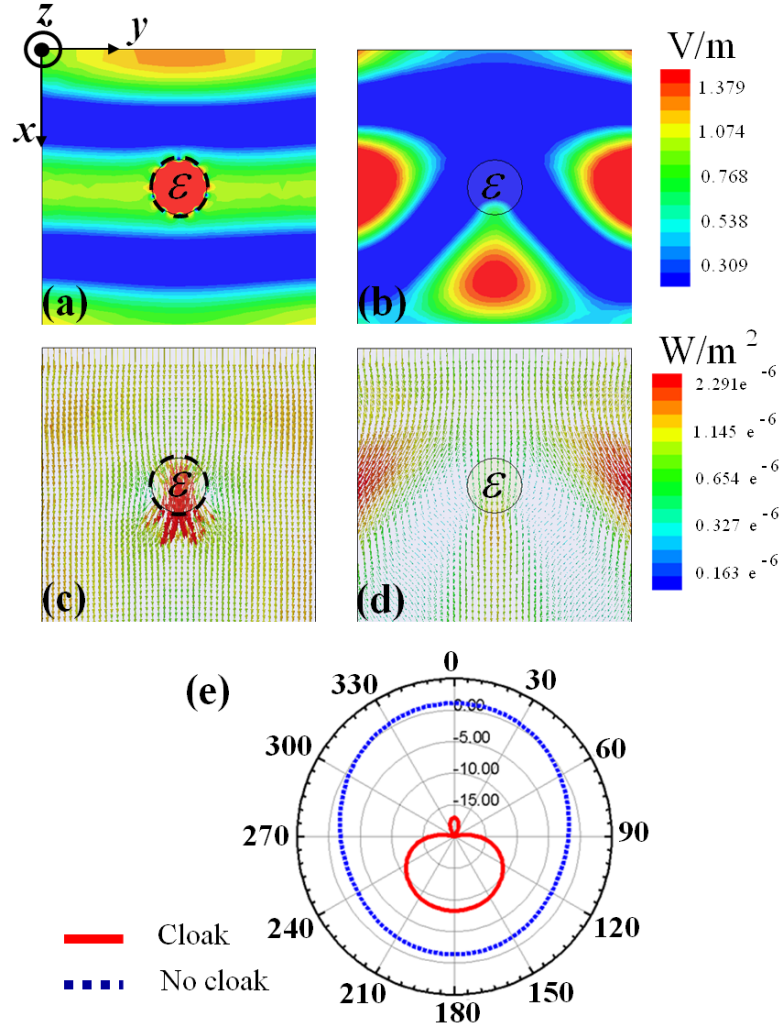 z
y
x
V/m
1.379
1.074
0.768
0.538
0.309
ε
ε
(a)
(b)
W/m 2
2.291e -6
1.145 e -6
0.654 e -6
0.327 e -6
0.163 e -6
ε
ε
(c)
(d)
(e)
0
30
60
90
120
150
180
210
240
270
300
330
0.00
-5.00
-10.00
-15.00
Cloak
No cloak